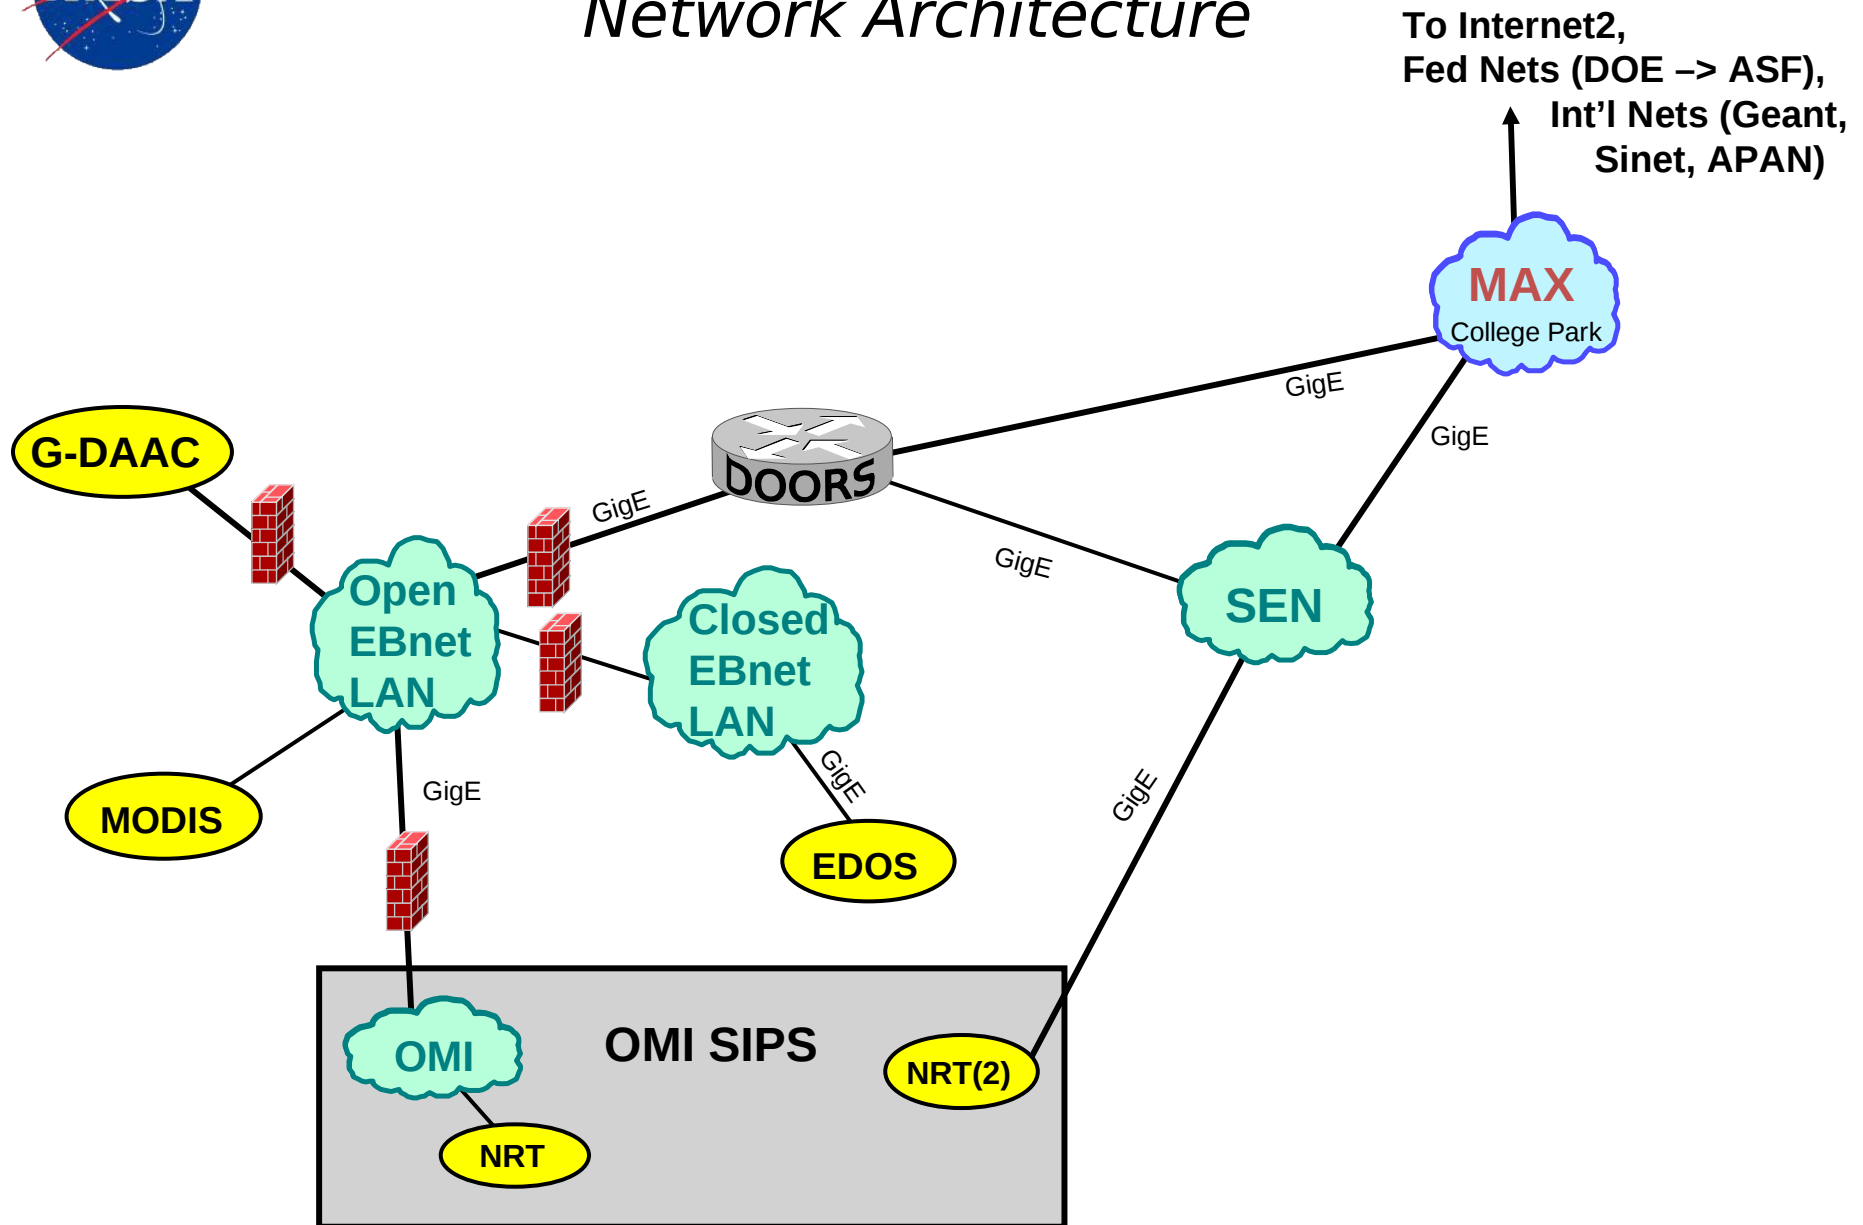 Network Architecture
To Internet2,
Fed Nets (DOE –> ASF),
Int’l Nets (Geant,
Sinet, APAN)
MAX
College Park
GigE
GigE
G-DAAC
DOORS
GigE
GigE
Open
EBnet
LAN
Closed
EBnet
LAN
SEN
MODIS
GigE
GigE
GigE
EDOS
OMI SIPS
OMI
NRT(2)
NRT